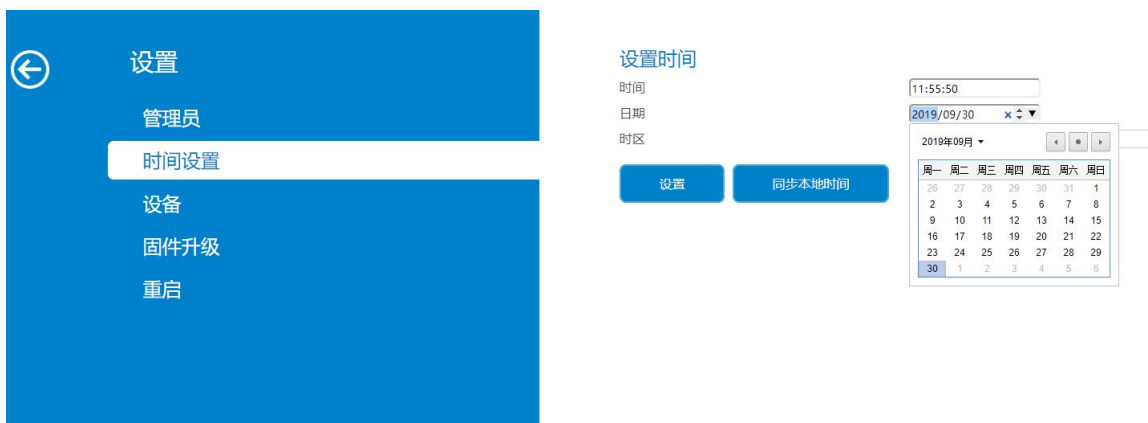 设置
管理员
时间设置
设备
固件升级
重启
设置时间
时间 11:55:50
日期 2019/09/30
时区
设置 同步本地时间
2019年09月
周一 周二 周三 周四 周五 周六 周日
26 27 28 29 30 31 1
2 3 4 5 6 7 8
9 10 11 12 13 14 15
16 17 18 19 20 21 22
23 24 25 26 27 28 29
30 1 2 3 4 5 6